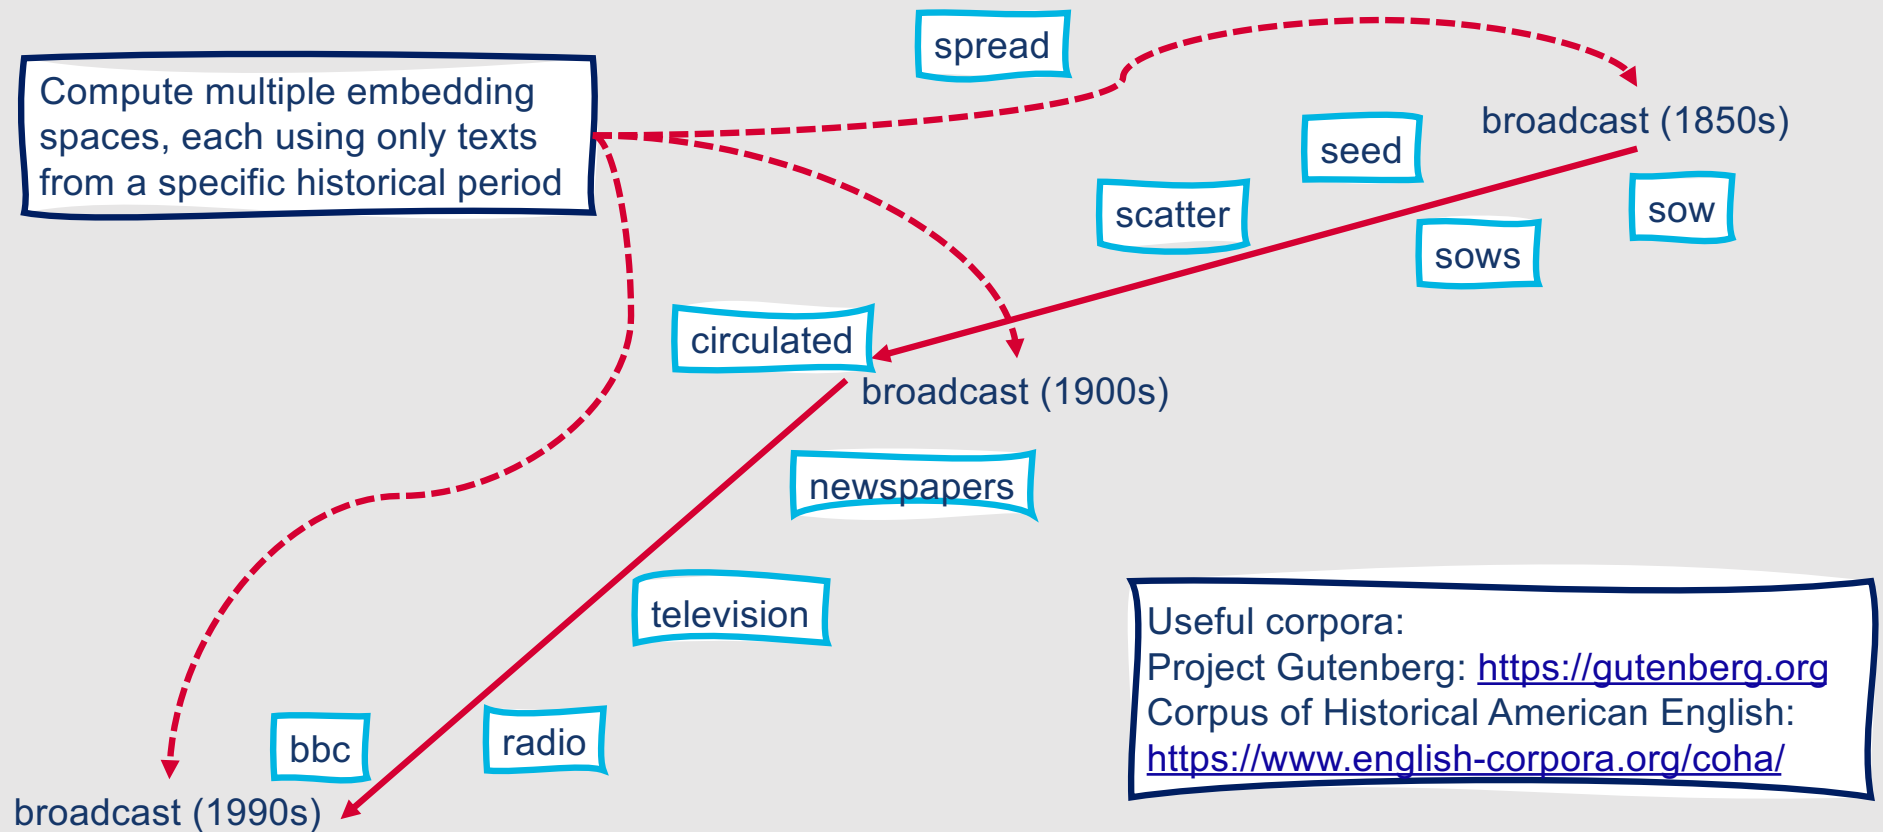 spread
Compute multiple embedding
spaces, each using only texts
from a specific historical period
broadcast (1850s)
seed
scatter
sow
sows
circulated
broadcast (1900s)
newspapers
television
radio
bbc
broadcast (1990s)
Useful corpora:
Project Gutenberg: https://gutenberg.org
Corpus of Historical American English:
https://www.english-corpora.org/coha/